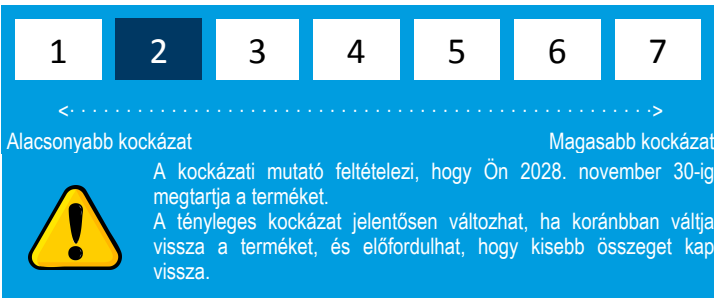 1 2 3 4 5 6 7
Alacsonyabb kockázat Magasabb kockázat
A kockázati mutató feltételezi, hogy Ön 2028. november 30-ig
megtartja a terméket.
A tényleges kockázat jelentősen változhat, ha koránbban váltja
vissza a terméket, és előfordulhat, hogy kisebb összeget kap
vissza.